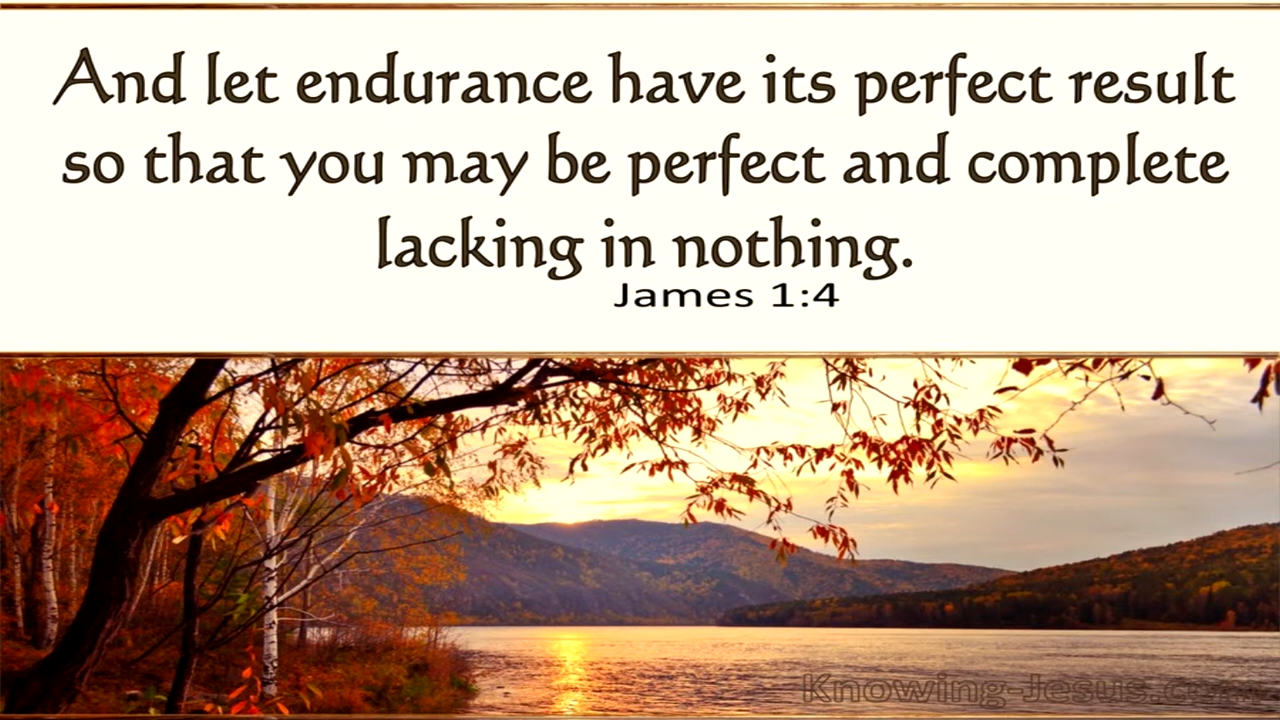 And let endurance have its perfect result
so that you may be perfect and complete
lacking in nothing.
James 1:4
Knowing-Jesus.com